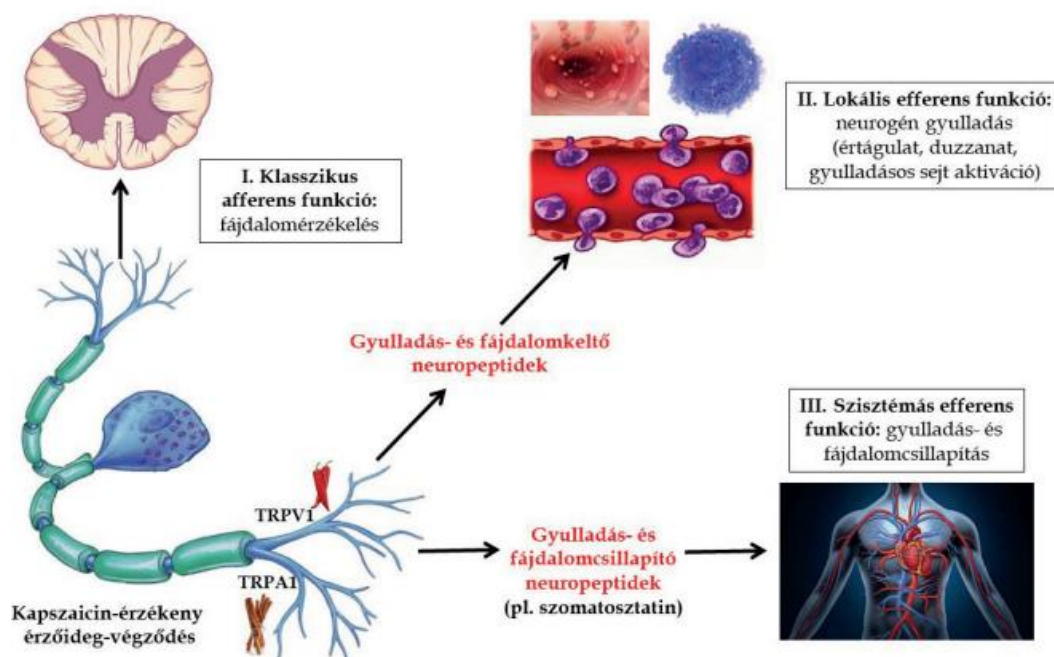 I. Klasszikus
afferens funkció:
fájdalomérzékelés
II. Lokális efferens funkció:
neurogén gyulladás
(értágulat, duzzanat,
gyulladásos sejt aktiváció)
Gyulladás- és fájdalomkeltő
neuropeptidek
III. Szisztémás efferens
funkció: gyulladás- és
fájdalomcsillapítás
TRPV1
TRPA1
Gyulladás- és
fájdalomcsillapító
neuropeptidek
(pl. szomatosztatin)
Kapszaicin-érzékeny
érzőideg-végződés